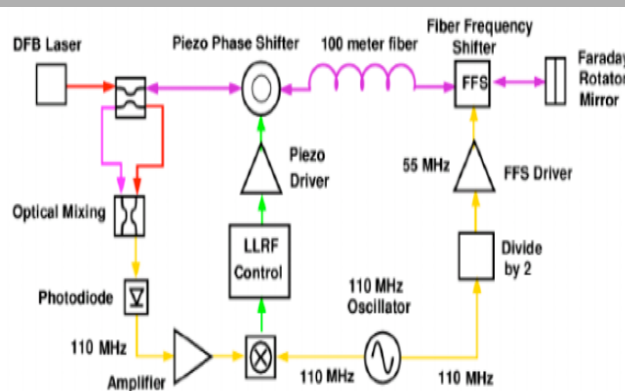 DFB Laser
Piezo Phase Shifter
100 meter fiber
Fiber Frequency
Shifter
FFS
Faraday
Rotator
Mirror
Piezo
Driver
55 MHz
FFS Driver
Optical Mixing
LLRF
Control
Divide
by 2
Photodiode
110 MHz
Oscillator
110 MHz
Amplifier
110 MHz
110 MHz